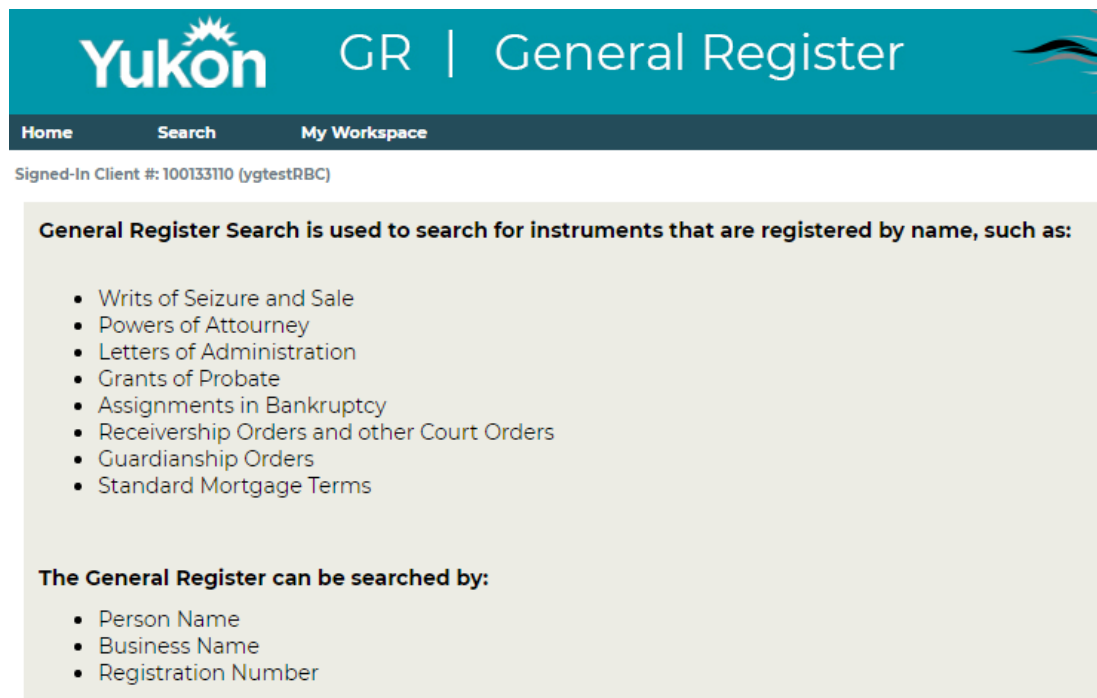 Yukon GR | General Register
Home Search My Workspace
Signed-In Client #: 100133110 (ygtestRBC)
General Register Search is used to search for instruments that are registered by name, such as:
• Writs of Seizure and Sale
• Powers of Attourney
• Letters of Administration
• Grants of Probate
• Assignments in Bankruptcy
• Receivership Orders and other Court Orders
• Guardianship Orders
• Standard Mortgage Terms
The General Register can be searched by:
• Person Name
• Business Name
• Registration Number